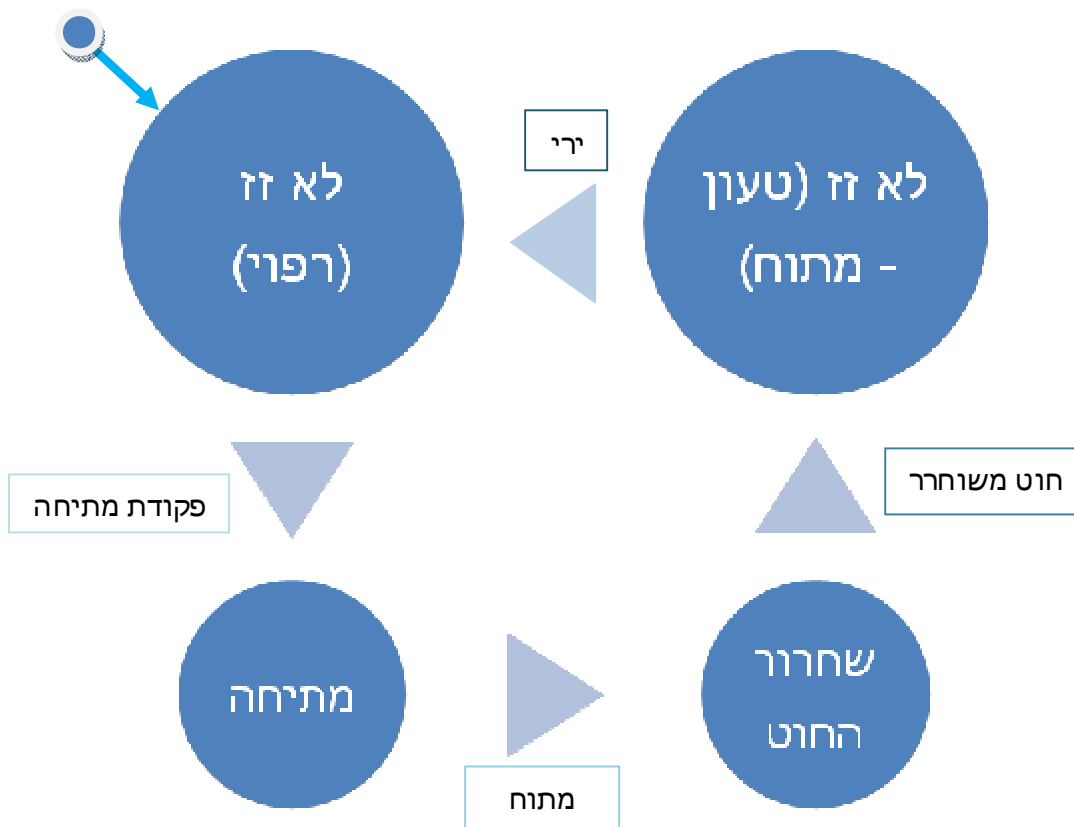 ירי
לא זז (טעון
– מתוח)
לא זז
(רפוי)
חוט משוחרר
פקודת מתיחה
שחרור
החוט
מתיחה
מתוח